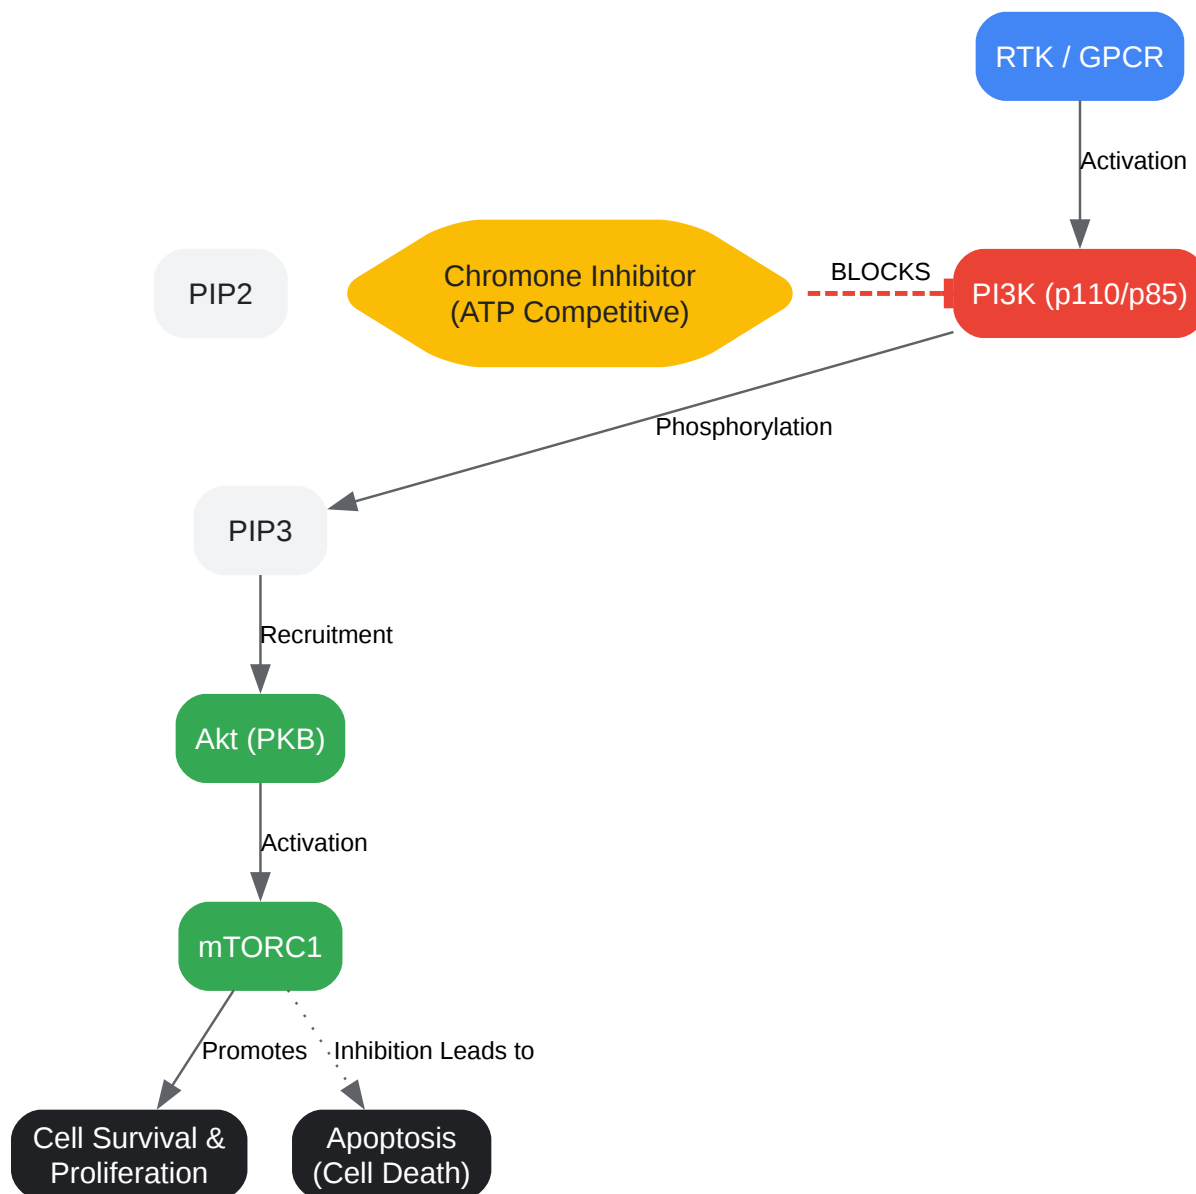 RTK / GPCR
Activation
PIP2
Chromone Inhibitor
(ATP Competitive)
BLOCKS
PI3K (p110/p85)
Phosphorylation
PIP3
Recruitment
Akt (PKB)
Activation
mTORC1
Promotes
Inhibition Leads to
Cell Survival &
Proliferation
Apoptosis
(Cell Death)